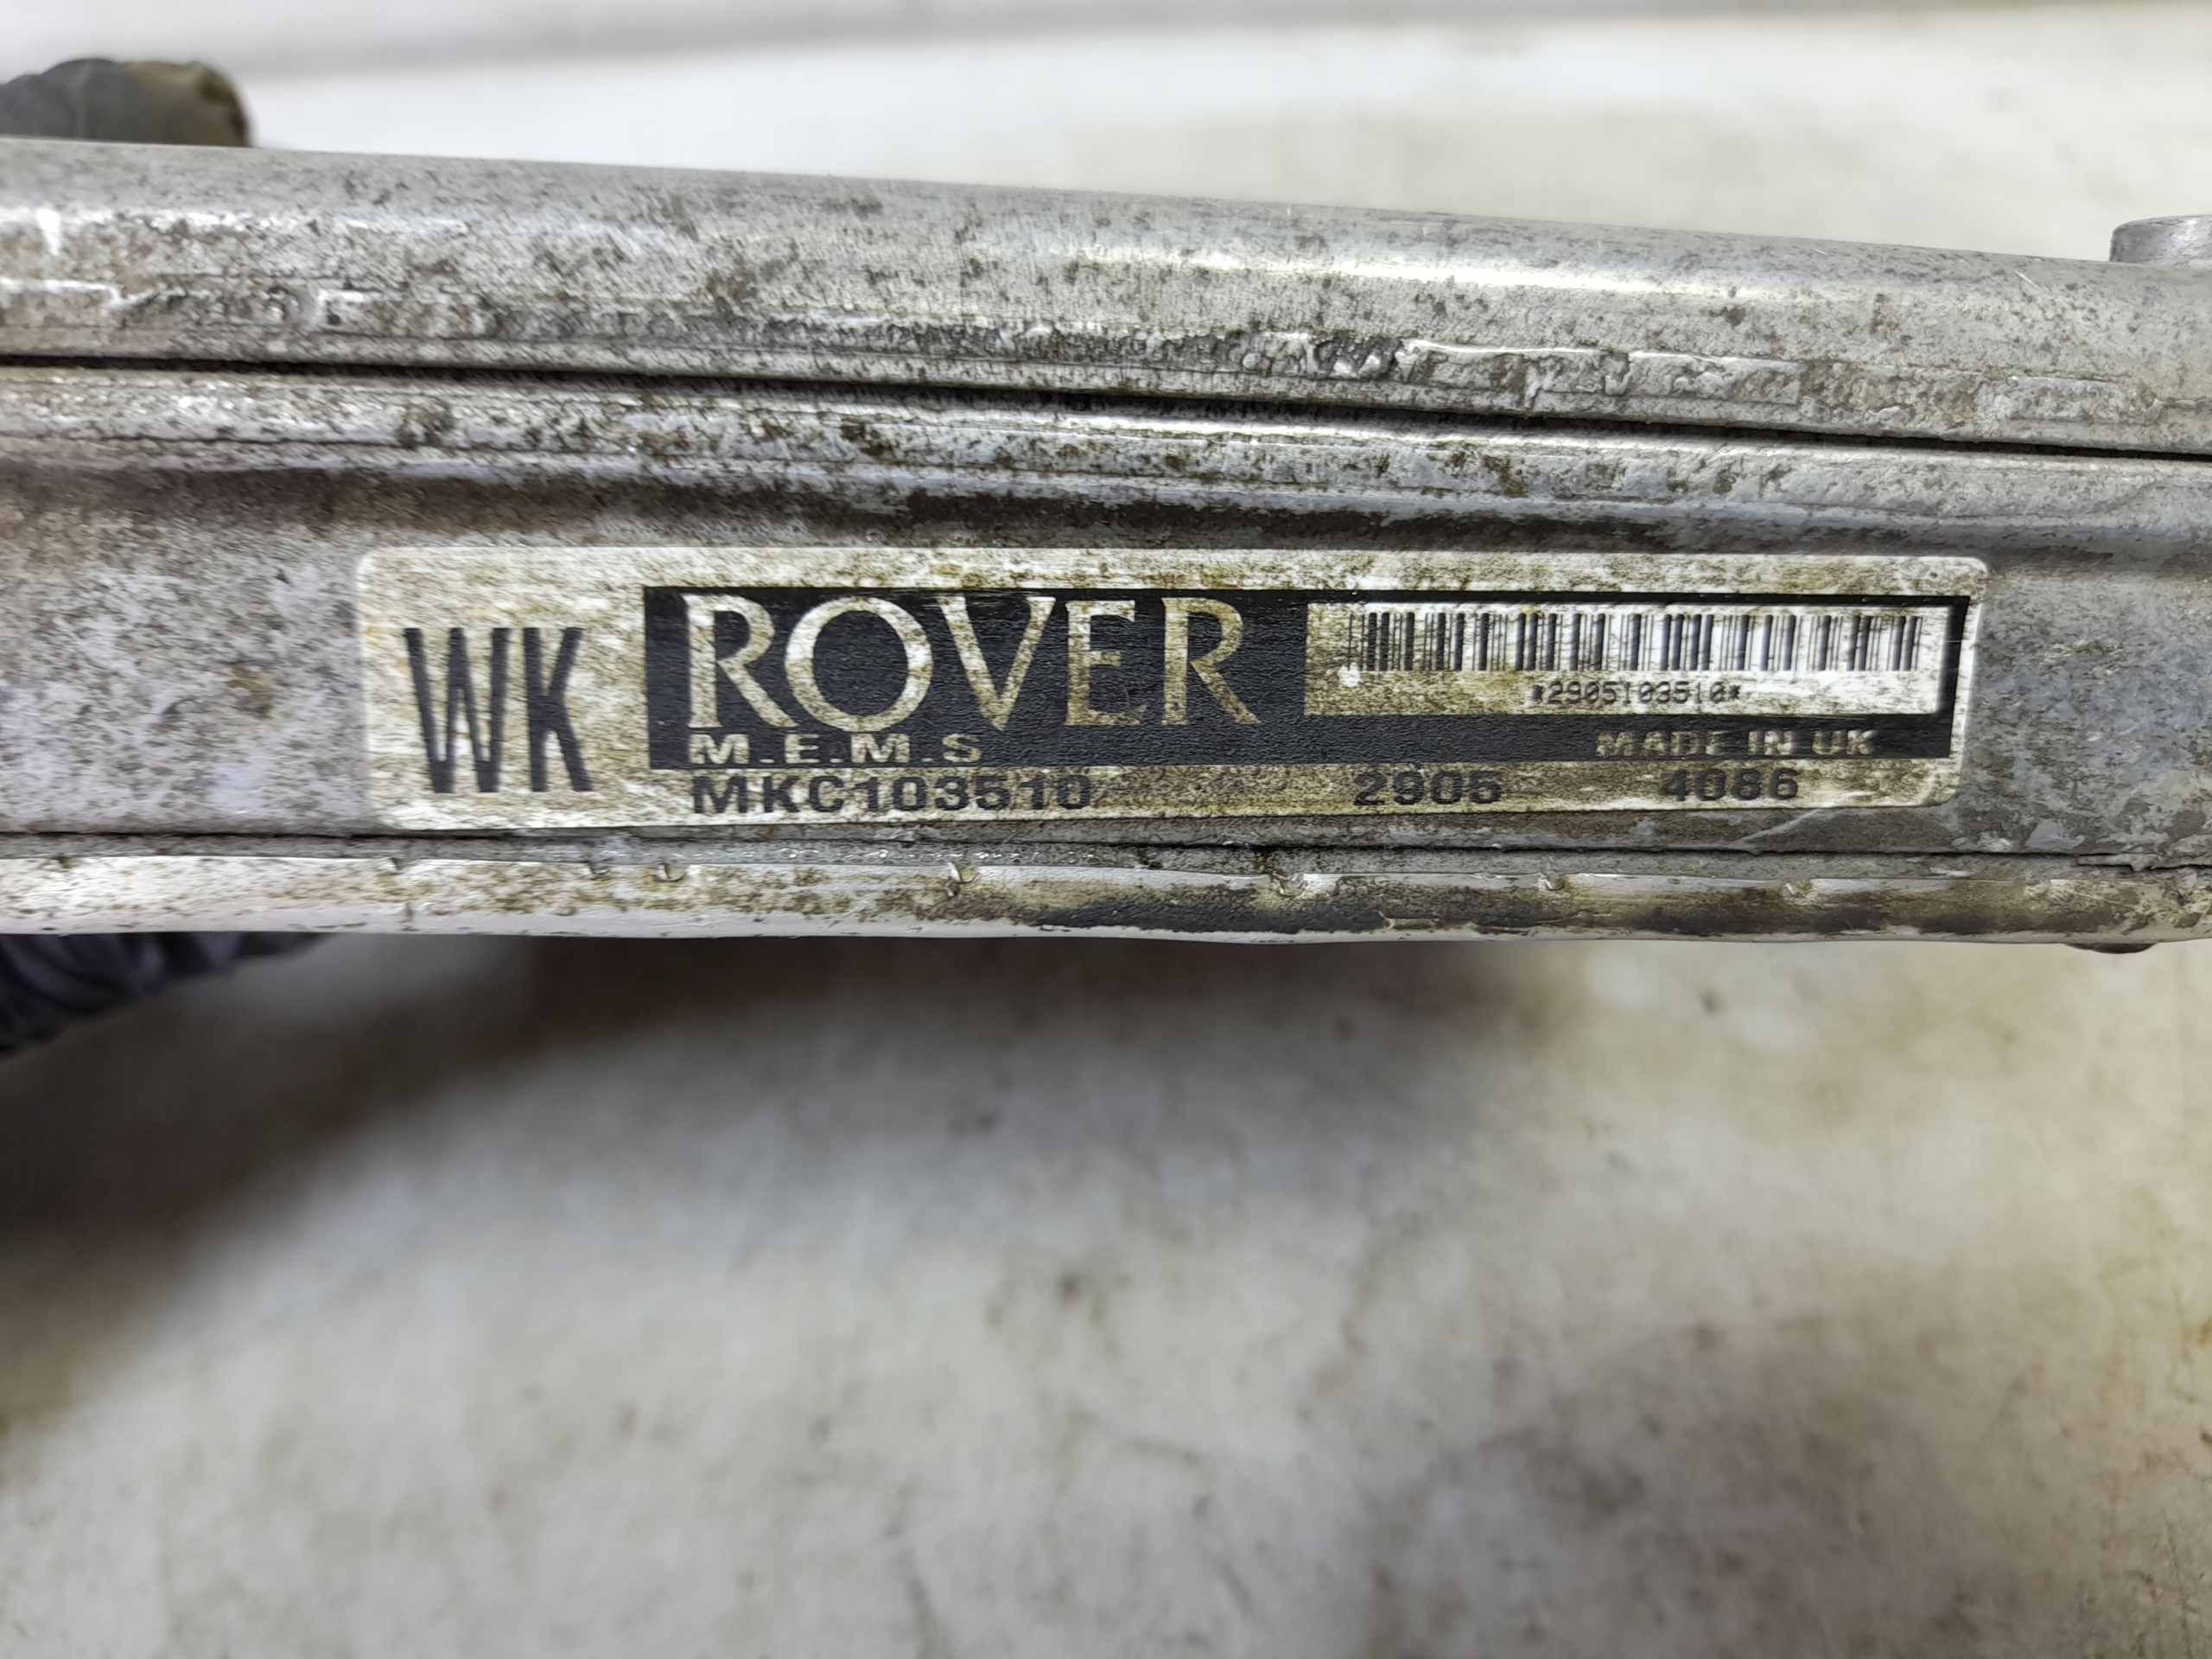 WK ROVER
*2905103510*
M.E.M.S MADE IN UK
MKC103510 2905 4086